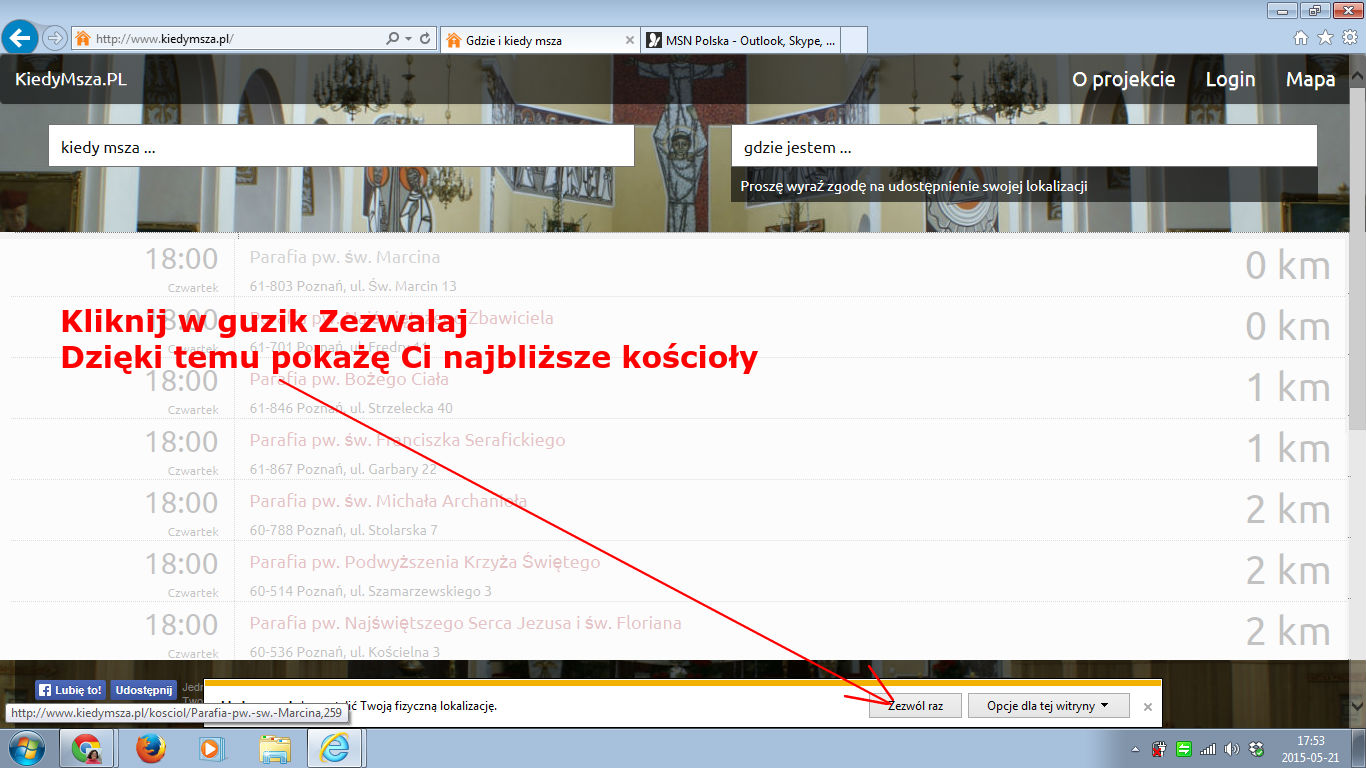 http://www.kiedymsza.pl/
Gdzie i kiedy msza
MSN Polska - Outlook, Skype, ...
KiedyMsza.PL
O projekcie
Login
Mapa
kiedy msza ...
gdzie jestem ...
Proszę wyraź zgodę na udostępnienie swojej lokalizacji
18:00
Parafia pw. św. Marcina
0 km
Czwartek
61-803 Poznań, ul. Św. Marcin 13
18:00
Zbawiciela
0 km
Kliknij w guzik Zezwalaj
61-701 Poznań, ul. Fredry
Dzięki temu pokażę Ci najbliższe kościoły
18:00
Parafia pw. Bożego Ciała
1 km
Czwartek
61-846 Poznań, ul. Strzelecka 40
18:00
Parafia pw. św. Franciszka Serafickiego
1 km
Czwartek
61-867 Poznań, ul. Garbary 22
18:00
Parafia pw. św. Michała Archanioła
2 km
Czwartek
60-788 Poznań, ul. Stolarska 7
18:00
Parafia pw. Podwyższenia Krzyża Świętego
2 km
Czwartek
60-514 Poznań, ul. Szamarzewskiego 3
18:00
Parafia pw. Najświętszego Serca Jezusa i św. Floriana
2 km
Czwartek
60-536 Poznań, ul. Kościelna 3
Lubię to!
Udostępnij
Twoją fizyczną lokalizację.
Zezwól raz
Opcje dla tej witryny
http://www.kiedymsza.pl/kosciol/Parafia-pw.-sw.-Marcina,259
17:53
2015-05-21